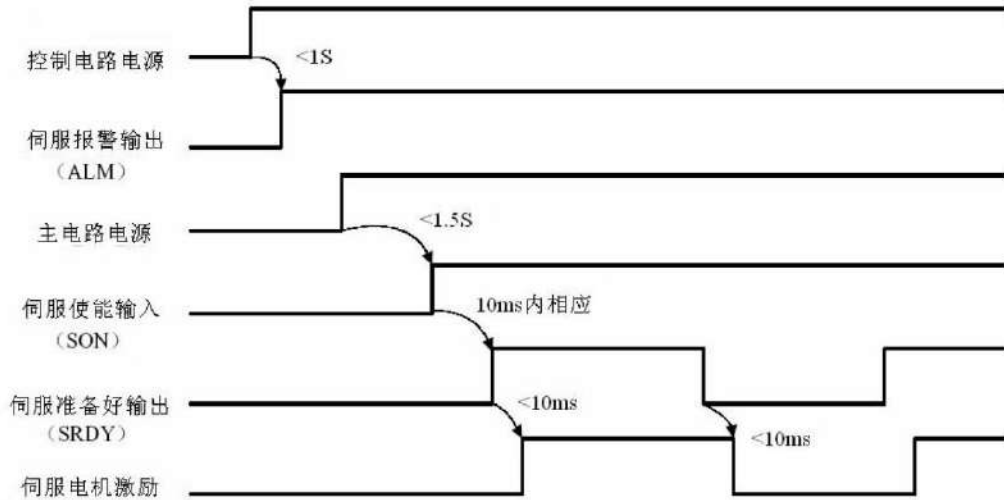 控制电路电源
<1S
伺服报警输出
（ALM）
主电路电源
<1.5S
伺服使能输入
（SON）
10ms内相应
伺服准备好输出
（SRDY）
<10ms
<10ms
伺服电机激励